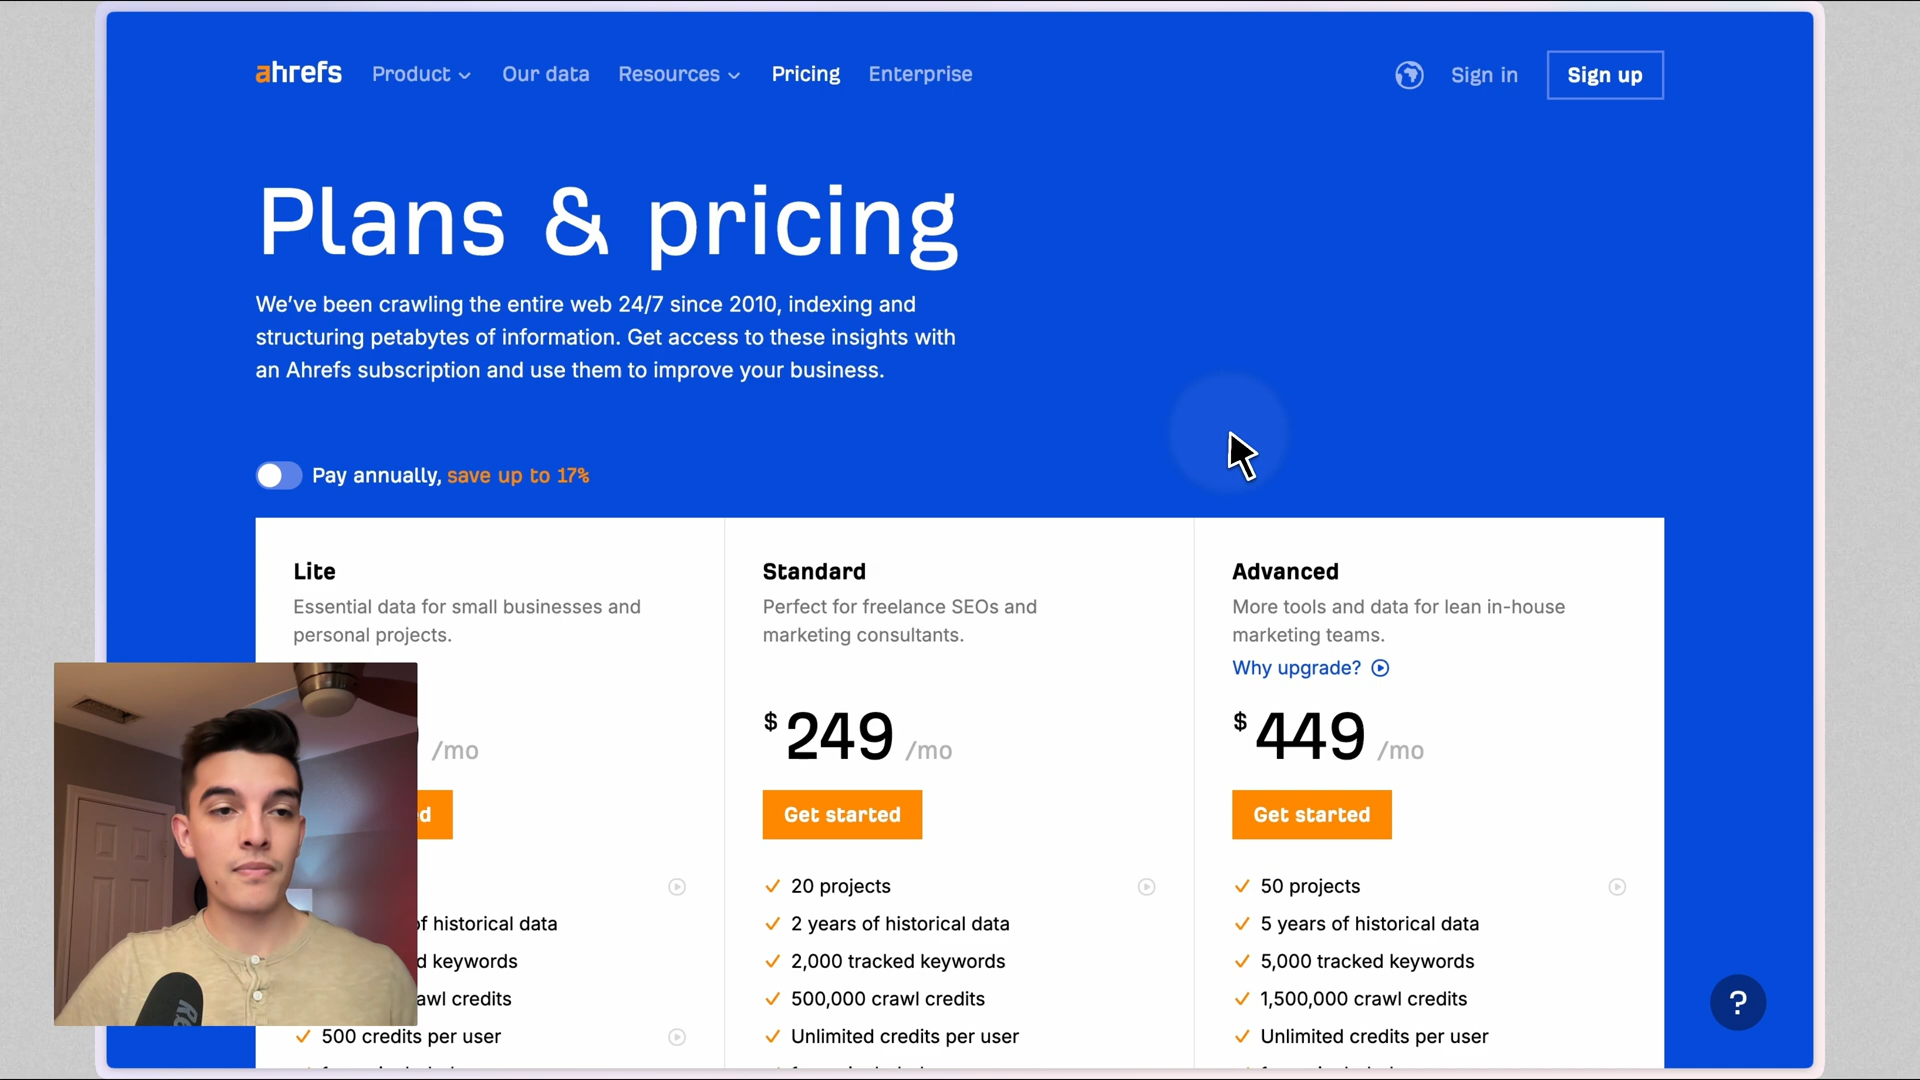 ahrefs Product Our data Resources Pricing Enterprise Sign in Sign up
Plans & pricing
We've been crawling the entire web 24/7 since 2010, indexing and
structuring petabytes of information. Get access to these insights with
an Ahrefs subscription and use them to improve your business.
Pay annually, save up to 17%
Lite
Essential data for small businesses and
personal projects.
/mo
of historical data
keywords
credits
500 credits per user
Standard
Perfect for freelance SEOs and
marketing consultants.
$249 /mo
Get started
20 projects
2 years of historical data
2,000 tracked keywords
500,000 crawl credits
Unlimited credits per user
Advanced
More tools and data for lean in-house
marketing teams.
Why upgrade?
$449 /mo
Get started
50 projects
5 years of historical data
5,000 tracked keywords
1,500,000 crawl credits
Unlimited credits per user
?